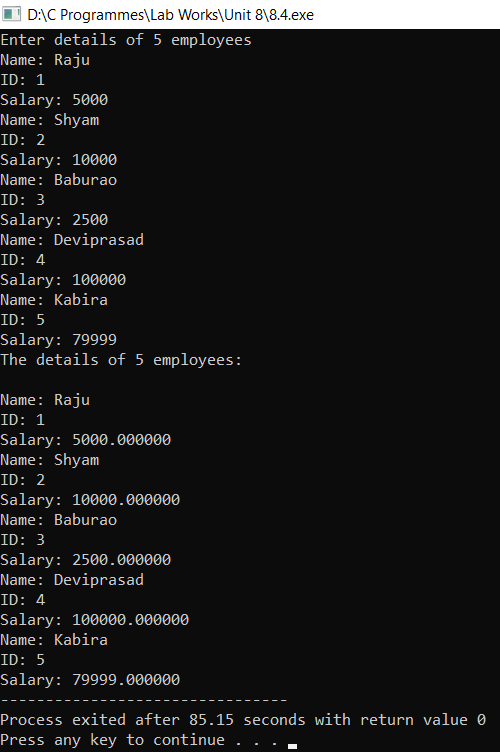 D:\C Programmes\Lab Works\Unit 8\8.4.exe
Enter details of 5 employees
Name: Raju
ID: 1
Salary: 5000
Name: Shyam
ID: 2
Salary: 10000
Name: Baburao
ID: 3
Salary: 2500
Name: Deviprasad
ID: 4
Salary: 100000
Name: Kabira
ID: 5
Salary: 79999
The details of 5 employees:

Name: Raju
ID: 1
Salary: 5000.000000
Name: Shyam
ID: 2
Salary: 10000.000000
Name: Baburao
ID: 3
Salary: 2500.000000
Name: Deviprasad
ID: 4
Salary: 100000.000000
Name: Kabira
ID: 5
Salary: 79999.000000
--------------------------------
Process exited after 85.15 seconds with return value 0
Press any key to continue . . .